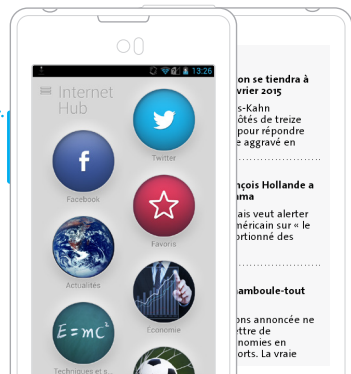 13:26
Internet
Hub
Twitter
Facebook
Favoris
Actualités
Économie
E=mc²
Techniques et s...
on se tiendra à
vrier 2015
s-Kahn
ôtés de treize
pour répondre
e aggravé en
nçois Hollande a
ma
ais veut alerter
méricain sur « le
ortionné des
amboule-tout
ons annoncée ne
ettre de
onomies en
orts. La vraie